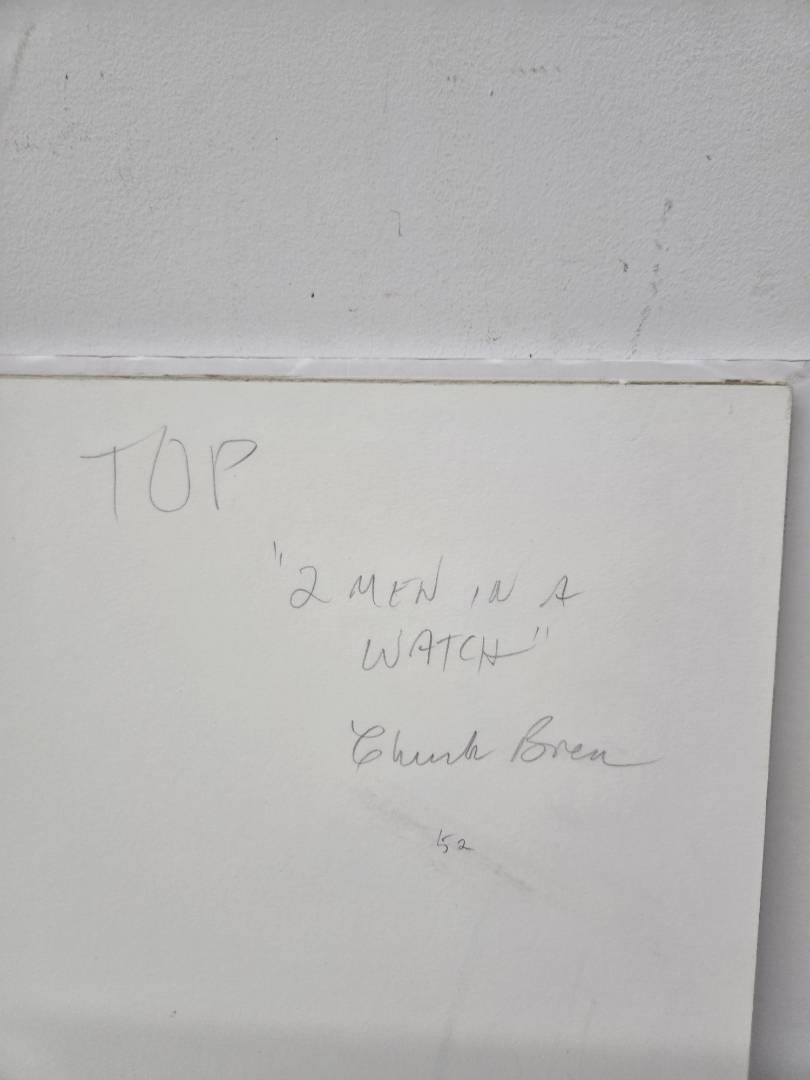 TOP
"2 MEN IN A
WATCH"
Chuck Bren
52